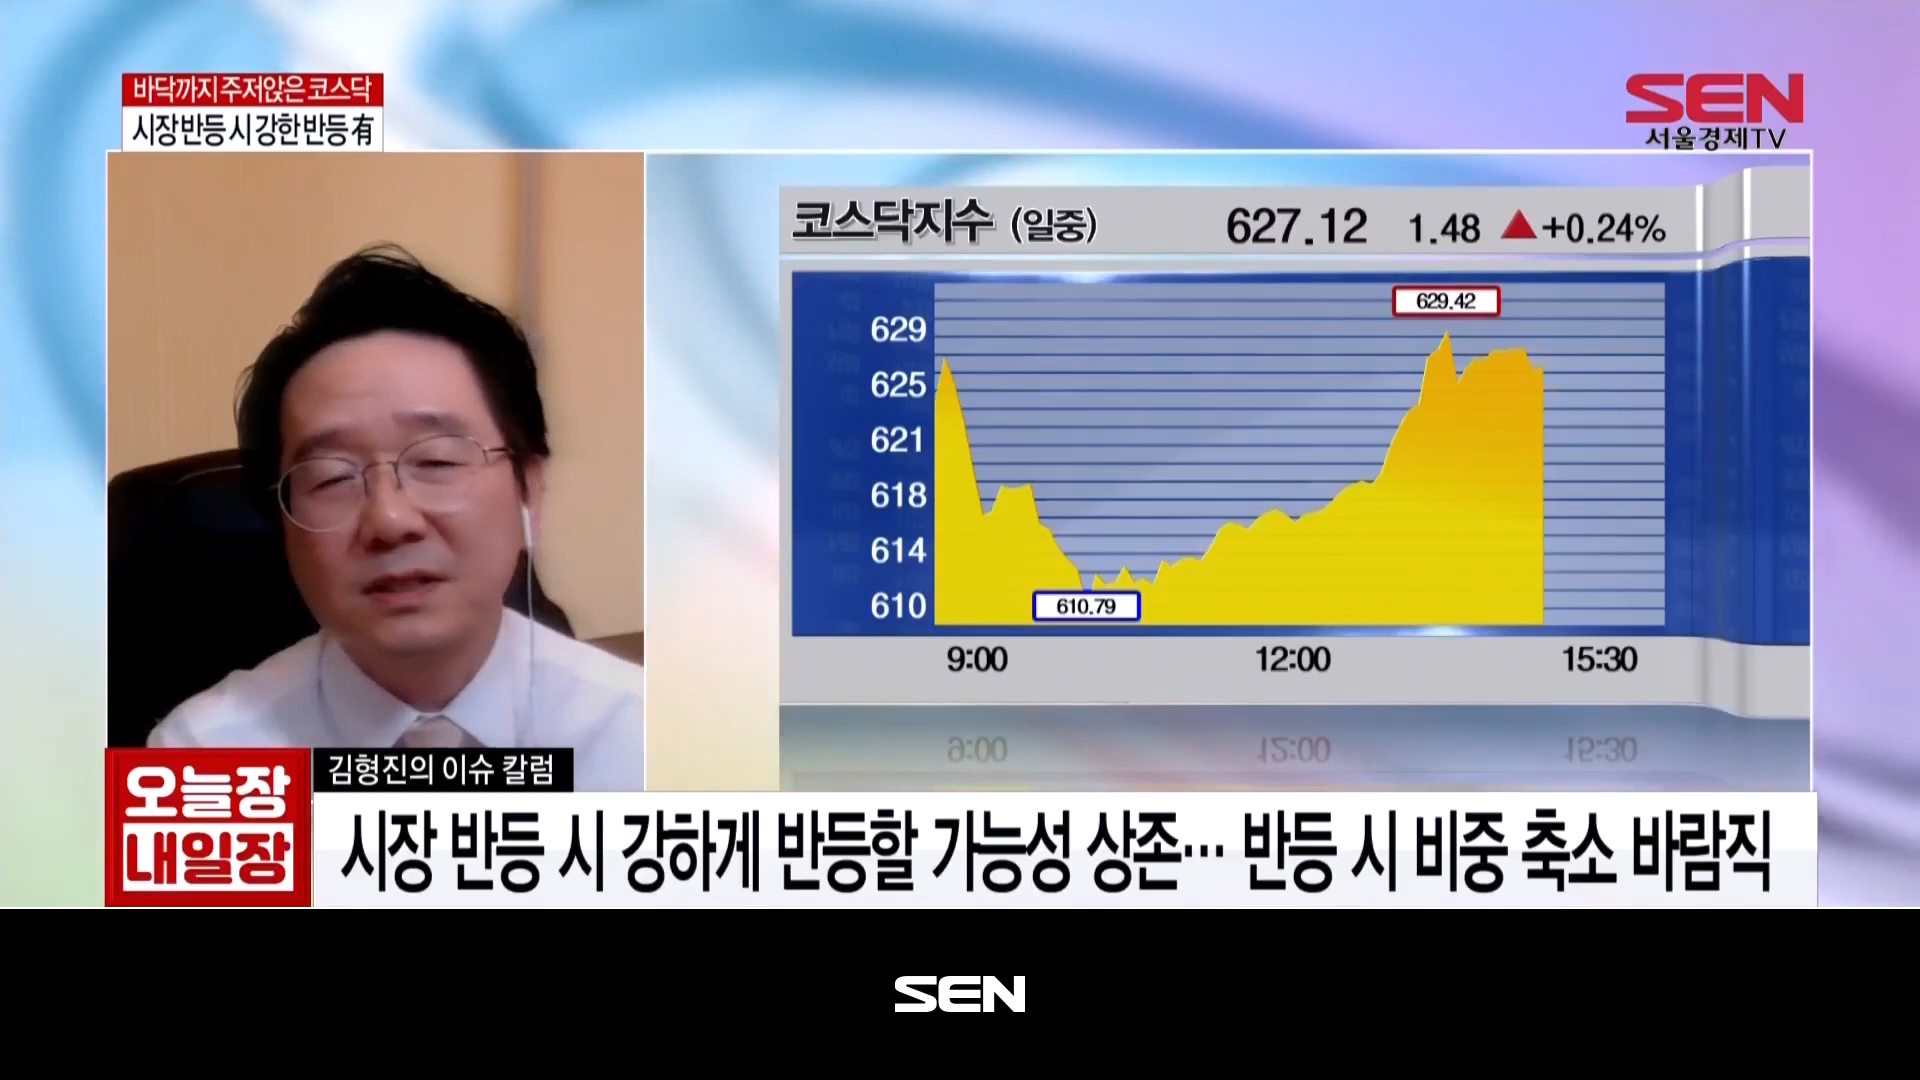 바닥까지 주저앉은 코스닥
시장 반등 시 강한 반등 有
SEN
서울경제TV
코스닥지수 (일중) 627.12 1.48 ▲+0.24%
629.42
629
625
621
618
614
610
610.79
9:00 12:00 15:30
9:00 12:00 15:30
오늘장
내일장
김형진의 이슈 칼럼
시장 반등 시 강하게 반등할 가능성 상존… 반등 시 비중 축소 바람직
SEN